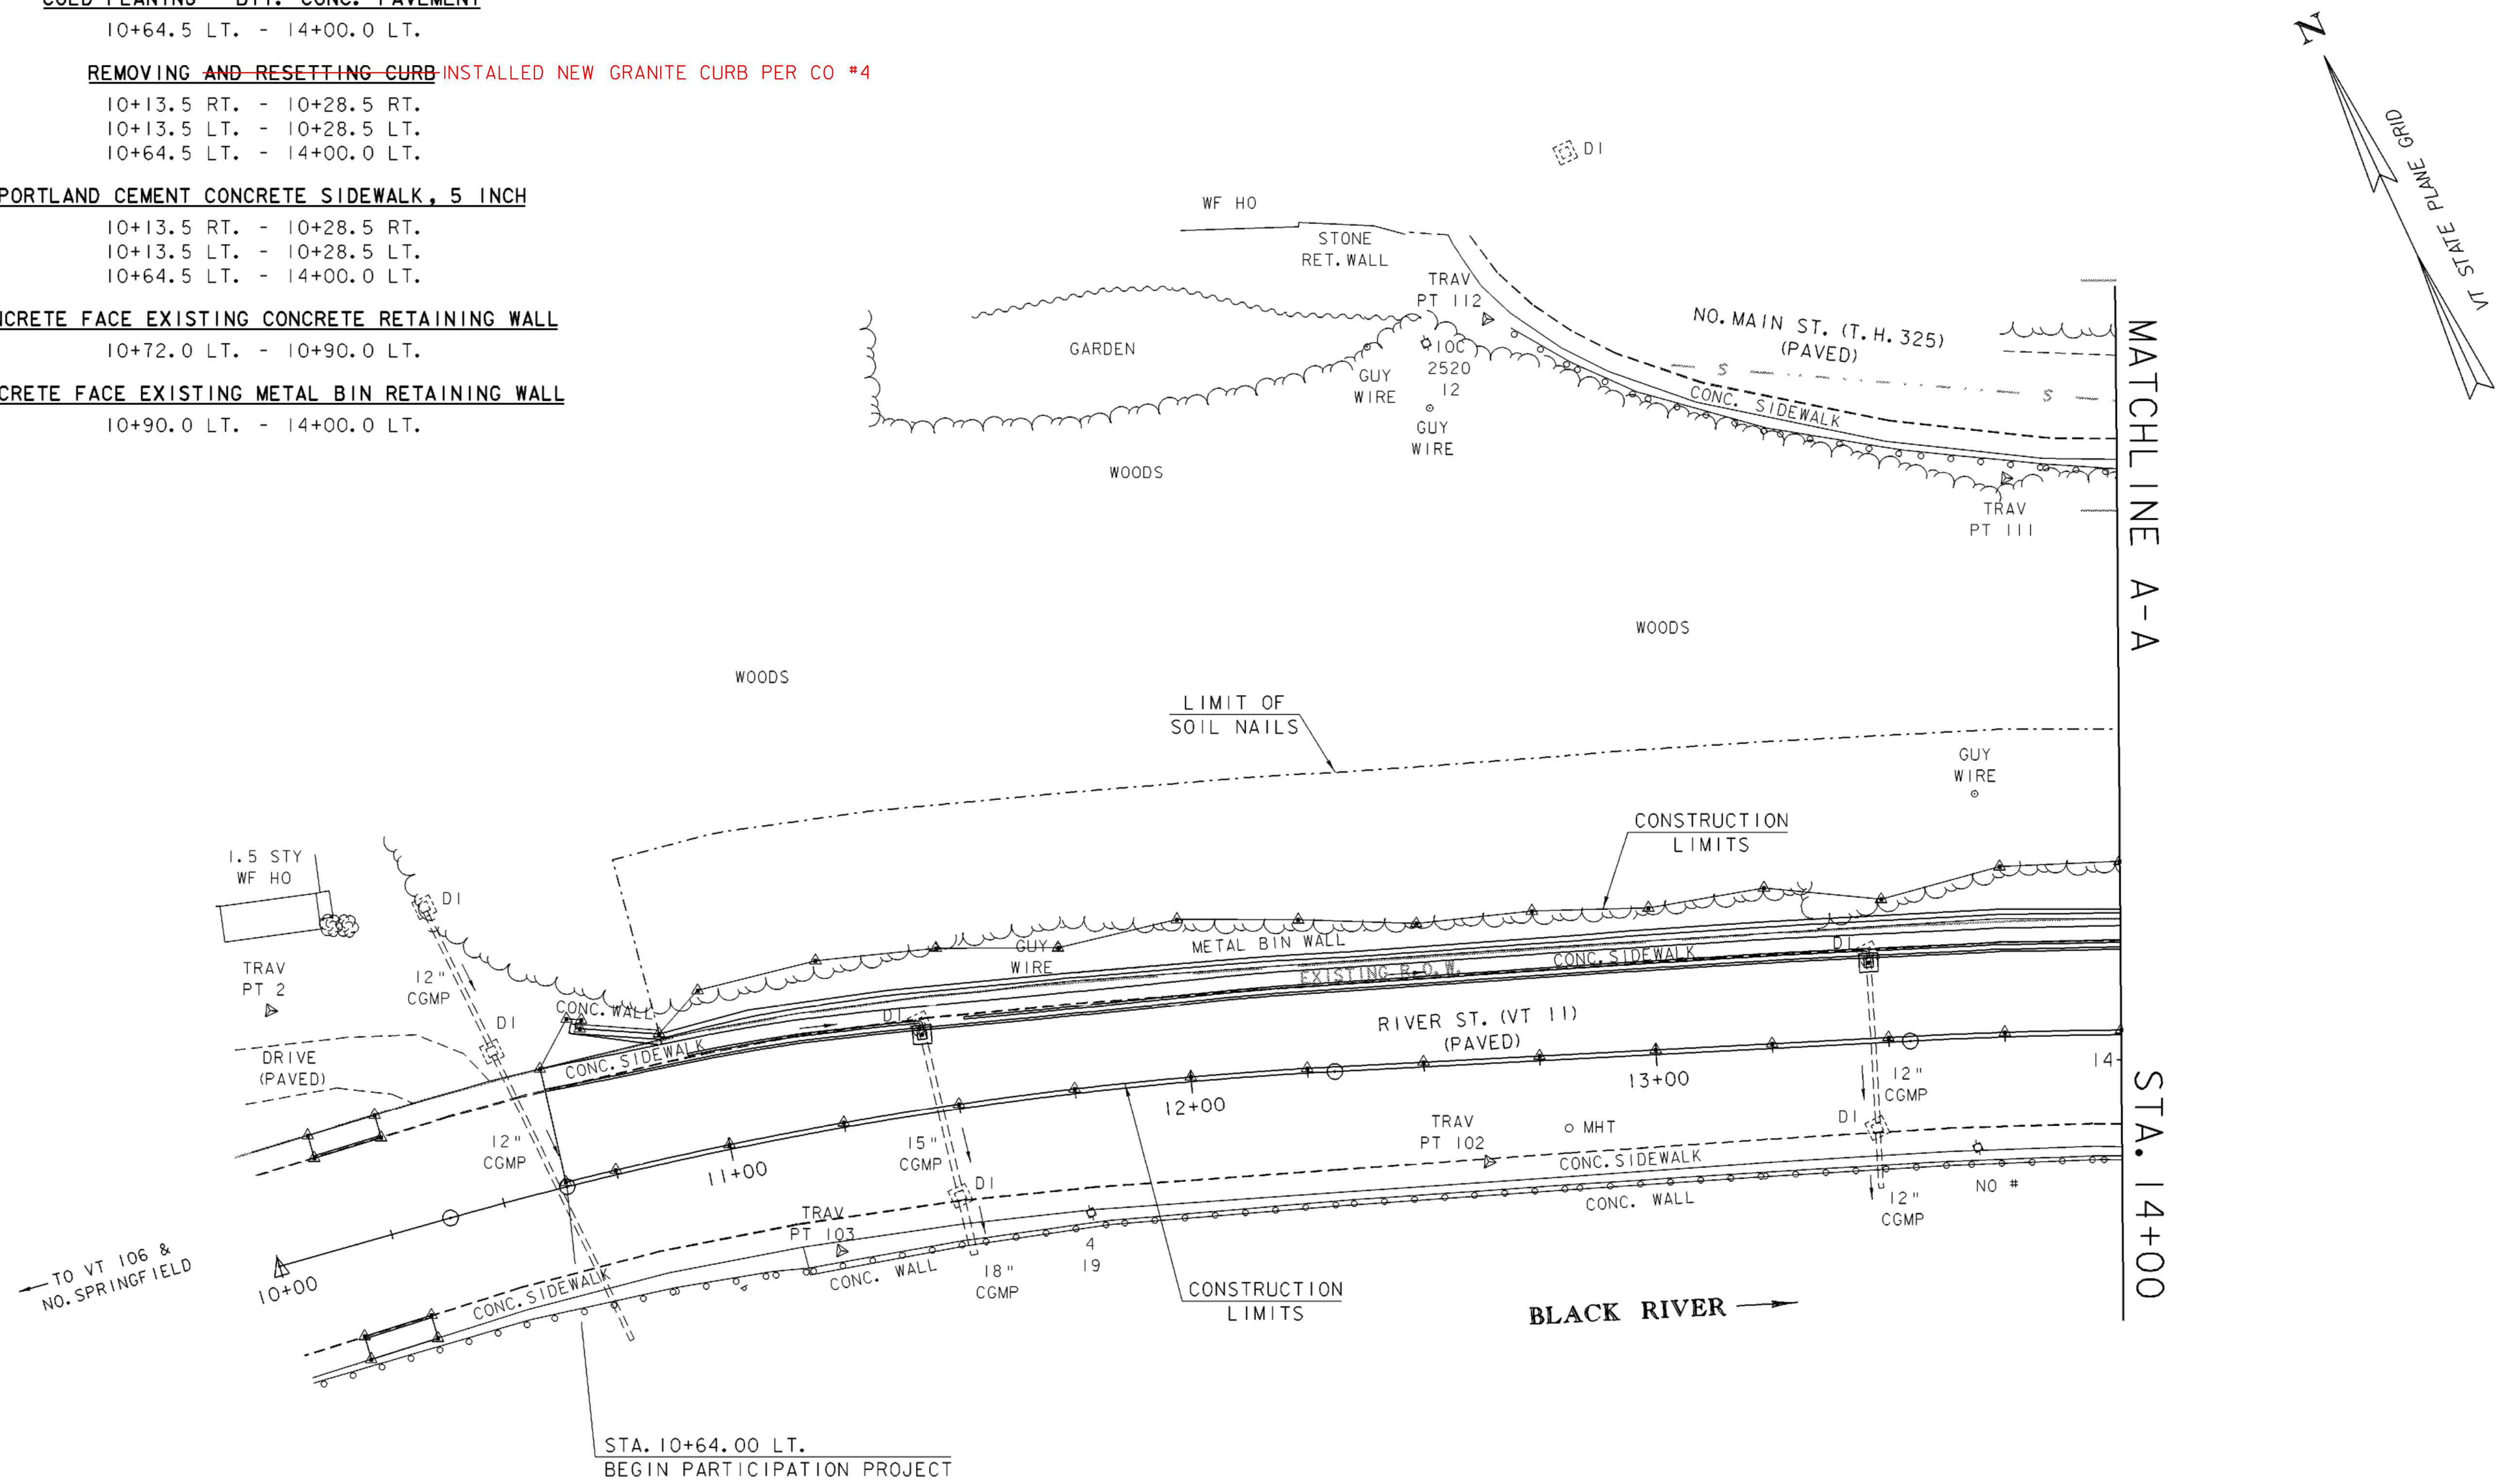 COLD PLANING - BIT. CONC. PAVEMENT
10+64.5 LT. - 14+00.0 LT.
REMOVING AND RESETTING CURB INSTALLED NEW GRANITE CURB PER CO #4
10+13.5 RT. - 10+28.5 RT.
10+13.5 LT. - 10+28.5 LT.
10+64.5 LT. - 14+00.0 LT.
PORTLAND CEMENT CONCRETE SIDEWALK, 5 INCH
10+13.5 RT. - 10+28.5 RT.
10+13.5 LT. - 10+28.5 LT.
10+64.5 LT. - 14+00.0 LT.
NCRETE FACE EXISTING CONCRETE RETAINING WALL
10+72.0 LT. - 10+90.0 LT.
CRETE FACE EXISTING METAL BIN RETAINING WALL
10+90.0 LT. - 14+00.0 LT.
N
VT STATE PLANE GRID
DI
WF HO
STONE
RET. WALL
TRAV
PT 112
NO. MAIN ST. (T.H. 325)
(PAVED)
S
S
CONC. SIDEWALK
GARDEN
10C
2520
12
GUY
WIRE
GUY
WIRE
WOODS
TRAV
PT 111
MATCHLINE A-A
STA. 14+00
WOODS
WOODS
LIMIT OF
SOIL NAILS
GUY
WIRE
CONSTRUCTION
LIMITS
1.5 STY
WF HO
DI
TRAV
PT 2
12"
CGMP
DI
CONC. WALL
GUY
WIRE
METAL BIN WALL
EXISTING R.O.W.
CONC. SIDEWALK
DI
DI
DRIVE
(PAVED)
CONC. SIDEWALK
RIVER ST. (VT 11)
(PAVED)
12"
CGMP
11+00
15"
CGMP
12+00
13+00
14
12"
CGMP
DI
TRAV
PT 102
MHT
CONC. SIDEWALK
DI
TRAV
PT 103
CONC. WALL
12"
CGMP
NO #
TO VT 106 &
NO. SPRINGFIELD
10+00
CONC. SIDEWALK
CONC. WALL
18"
CGMP
4
19
CONSTRUCTION
LIMITS
BLACK RIVER
STA. 10+64.00 LT.
BEGIN PARTICIPATION PROJECT